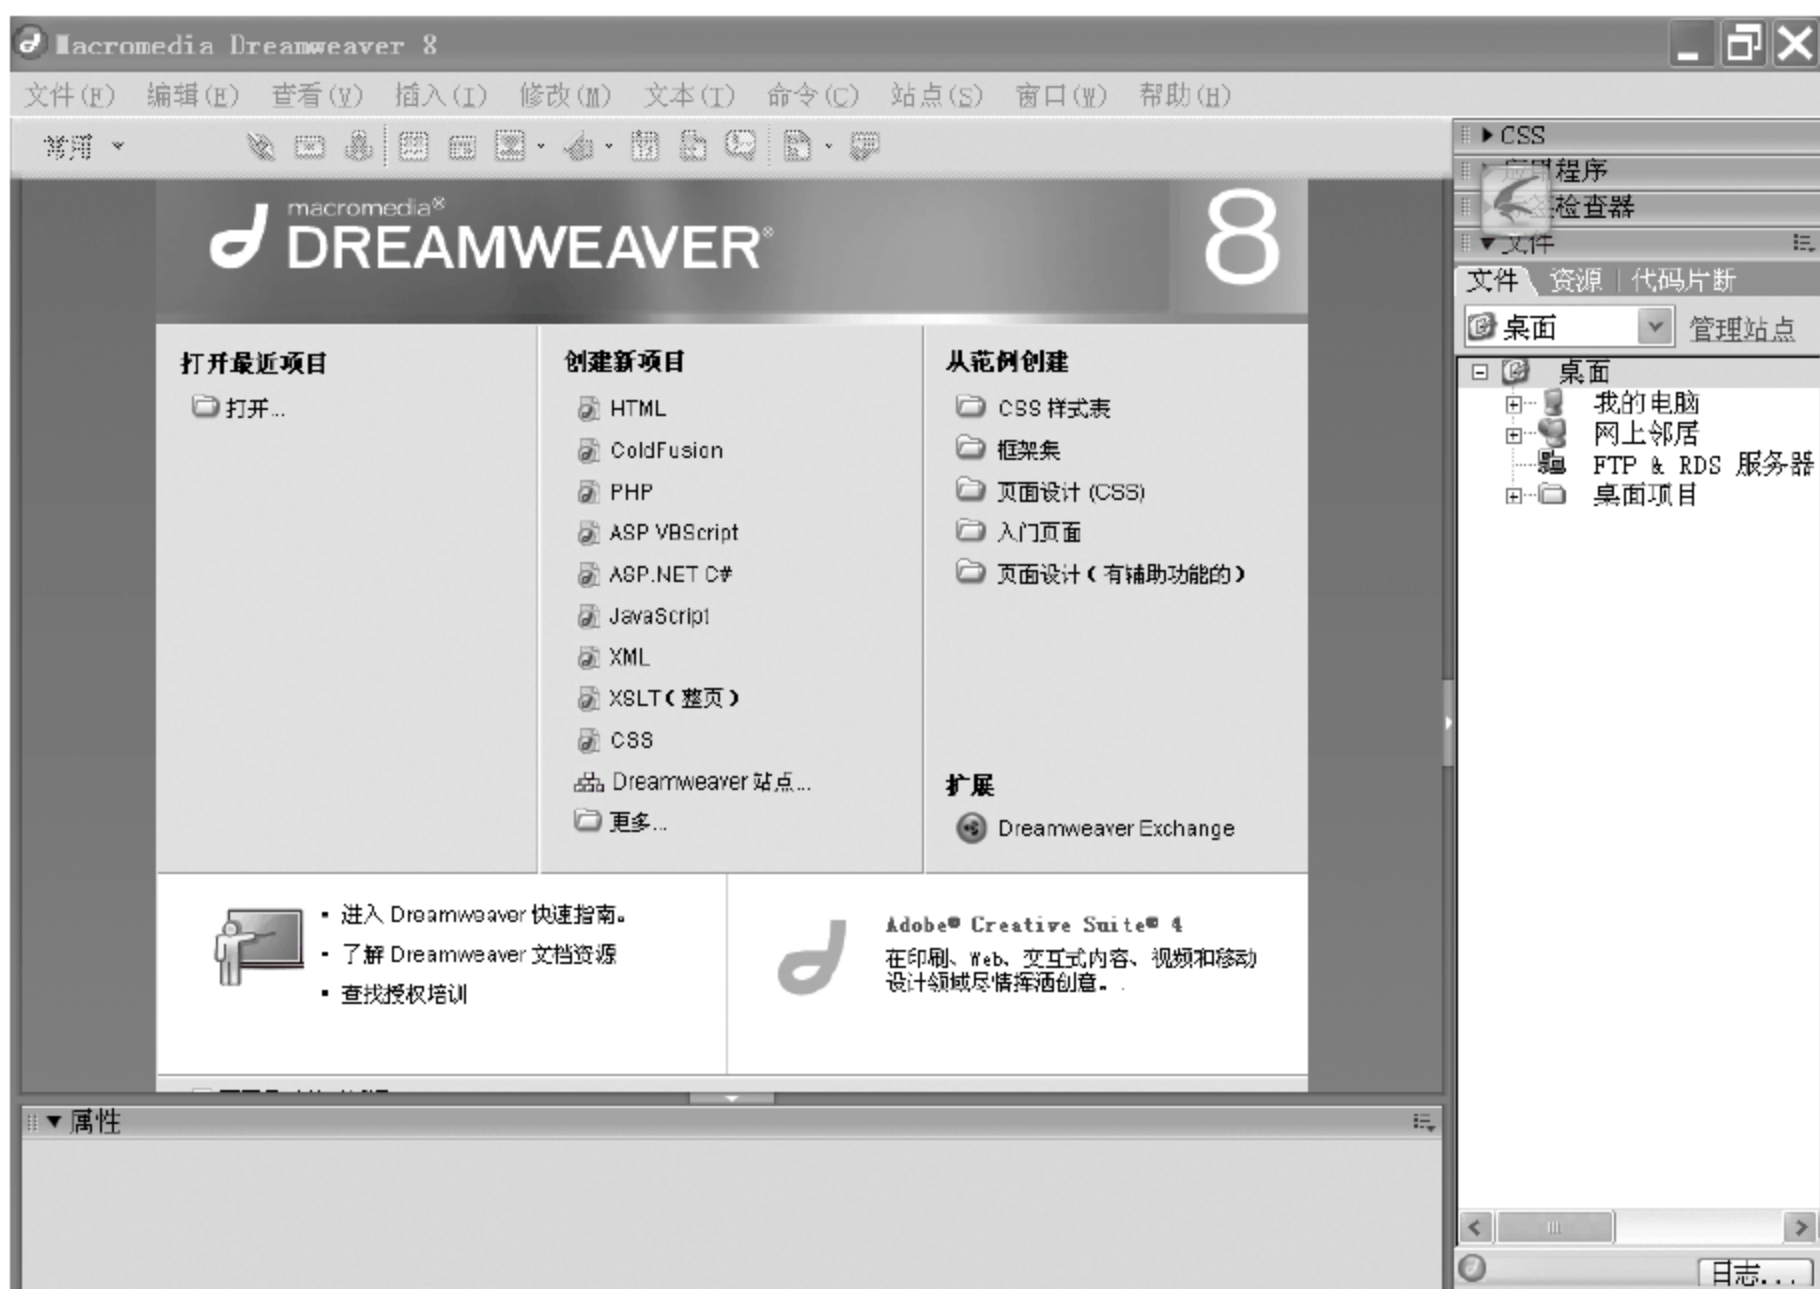 Macromedia Dreamweaver 8
文件(F) 编辑(E) 查看(V) 插入(I) 修改(M) 文本(T) 命令(C) 站点(S) 窗口(W) 帮助(H)
常用
macromedia®
DREAMWEAVER®
8
打开最近项目
打开...
创建新项目
HTML
ColdFusion
PHP
ASP VBScript
ASP.NET C#
JavaScript
XML
XSLT(整页)
CSS
Dreamweaver 站点...
更多...
从范例创建
CSS 样式表
框架集
页面设计 (CSS)
入门页面
页面设计(有辅助功能的)
扩展
Dreamweaver Exchange
▪ 进入 Dreamweaver 快速指南。
▪ 了解 Dreamweaver 文档资源
▪ 查找授权培训
Adobe® Creative Suite® 4
在印刷、Web、交互式内容、视频和移动
设计领域尽情挥洒创意。
属性
CSS
应用程序
检查器
文件
文件 资源 代码片断
桌面 管理站点
桌面
我的电脑
网上邻居
FTP & RDS 服务器
桌面项目
日志...